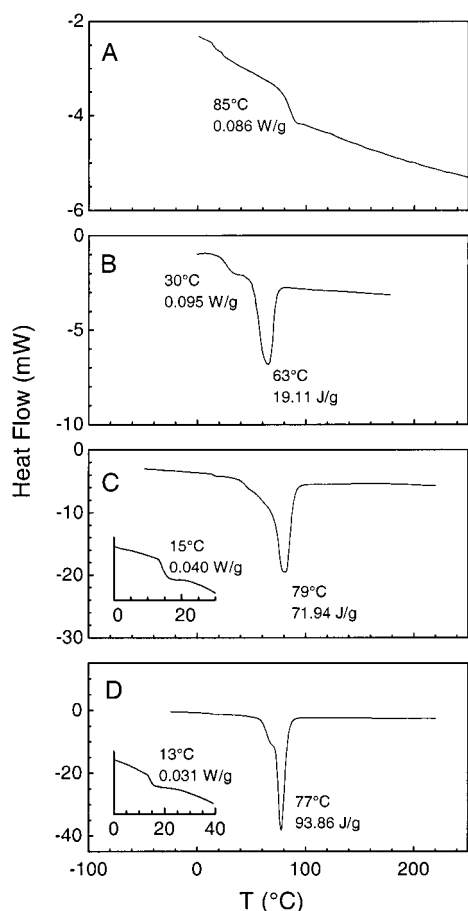 -2
A
85°C
0.086 W/g
-4
-6
0
B
30°C
0.095 W/g
-5
63°C
19.11 J/g
-10
Heat Flow (mW)
0
C
-10
15°C
0.040 W/g
-20
0 20
79°C
71.94 J/g
-30
D
0
13°C
0.031 W/g
-20
0 20 40
77°C
93.86 J/g
-40
-100 0 100 200
T (°C)